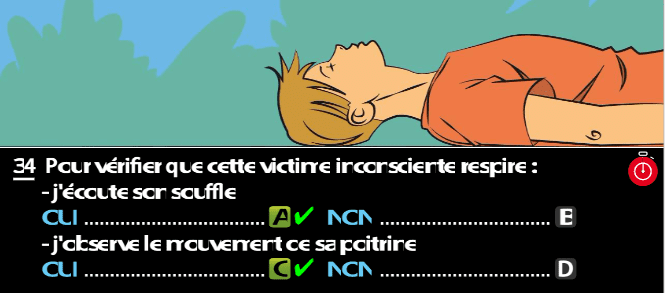 34 Pour vérifier que cette victime inconsciente respire :
- j'écoute son souffle
OUI ........................................ A ✔ NON ........................................ B
- j'observe le mouvement de sa poitrine
OUI ........................................ C ✔ NON ........................................ D